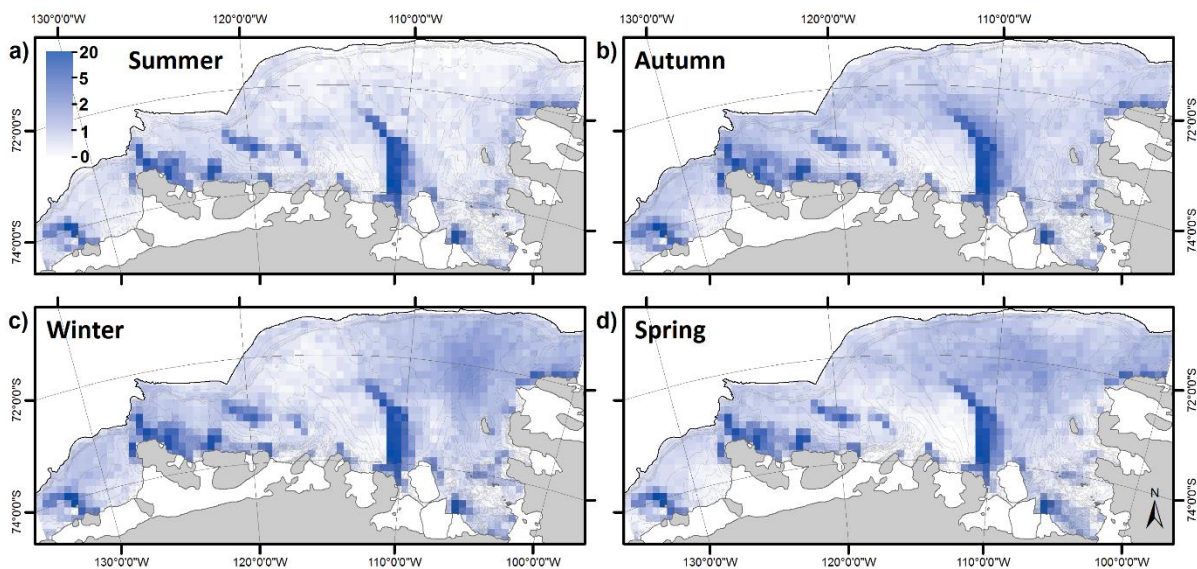 130°0'0"W 120°0'0"W 110°0'0"W 130°0'0"W 120°0'0"W 110°0'0"W
a) Summer b) Autumn
20
5
2
1
0
72°0'0"S 72°0'0"S
74°0'0"S 74°0'0"S
c) Winter d) Spring
72°0'0"S 72°0'0"S
74°0'0"S 74°0'0"S
N
130°0'0"W 120°0'0"W 110°0'0"W 100°0'0"W 130°0'0"W 120°0'0"W 110°0'0"W 100°0'0"W